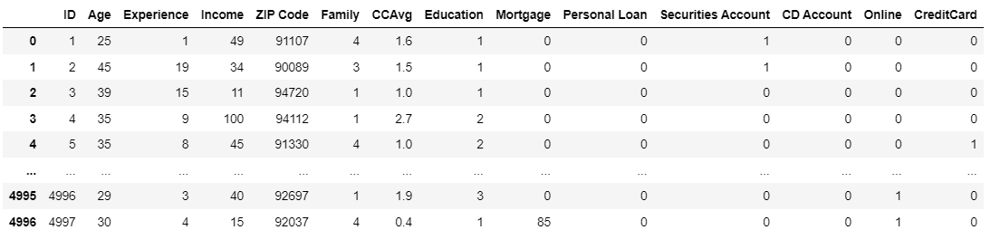 ID Age Experience Income ZIP Code Family CCAvg Education Mortgage Personal Loan Securities Account CD Account Online CreditCard
0 1 25 1 49 91107 4 1.6 1 0 0 1 0 0 0
1 2 45 19 34 90089 3 1.5 1 0 0 1 0 0 0
2 3 39 15 11 94720 1 1.0 1 0 0 0 0 0 0
3 4 35 9 100 94112 1 2.7 2 0 0 0 0 0 0
4 5 35 8 45 91330 4 1.0 2 0 0 0 0 0 1
... ... ... ... ... ... ... ... ... ... ... ... ... ... ...
4995 4996 29 3 40 92697 1 1.9 3 0 0 0 0 1 0
4996 4997 30 4 15 92037 4 0.4 1 85 0 0 0 1 0